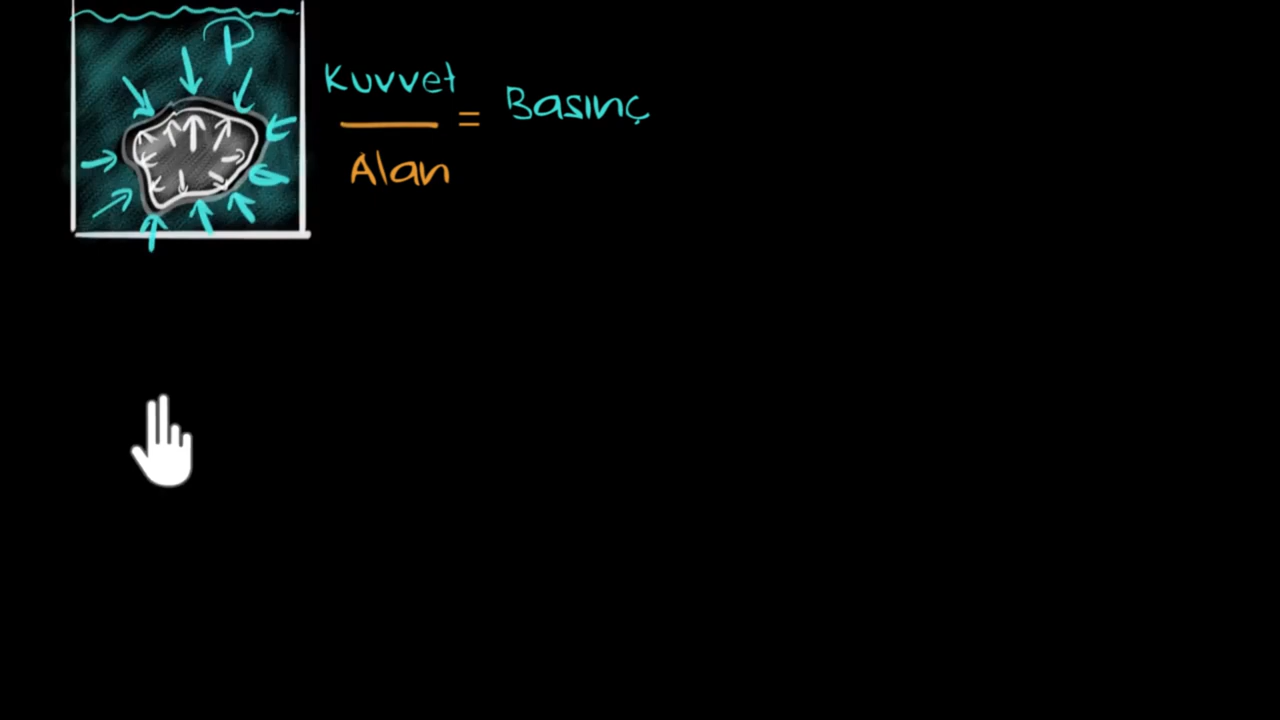 P
Kuvvet
Alan
= Basınç